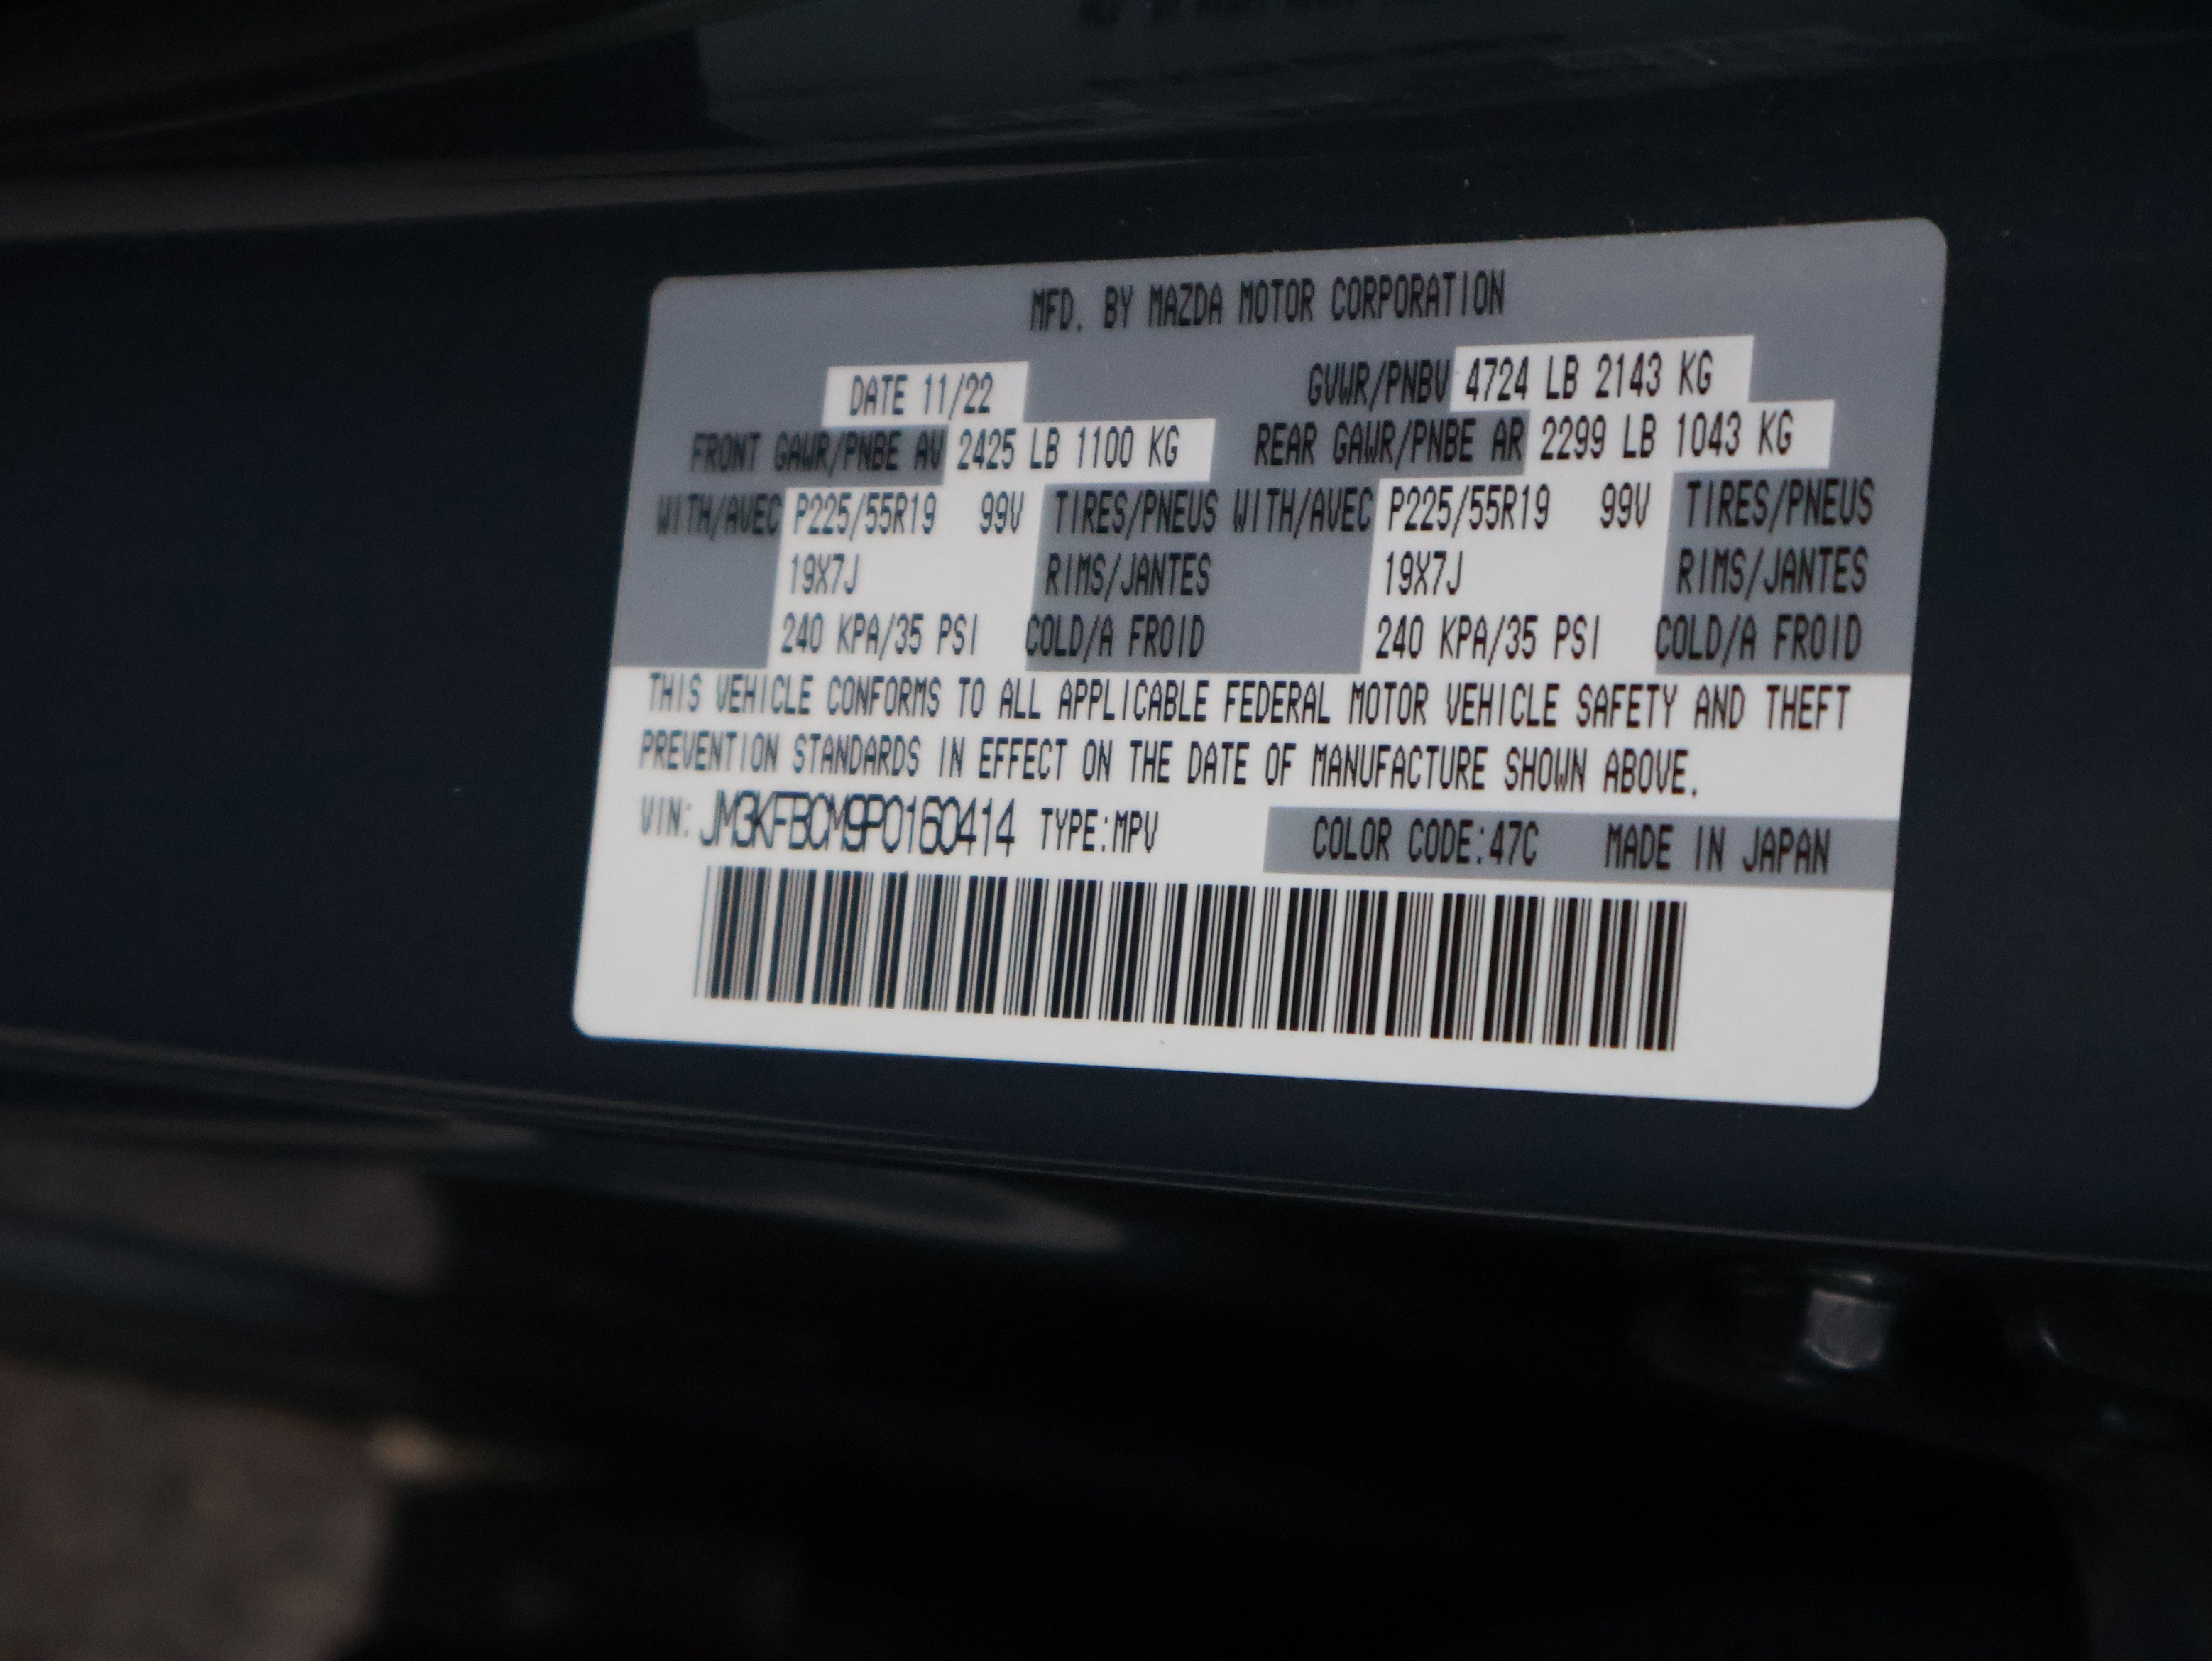 MFD. BY MAZDA MOTOR CORPORATION
DATE 11/22 GVWR/PNBV 4724 LB 2143 KG
FRONT GAWR/PNBE AV 2425 LB 1100 KG REAR GAWR/PNBE AR 2299 LB 1043 KG
WITH/AVEC P225/55R19 99V TIRES/PNEUS WITH/AVEC P225/55R19 99V TIRES/PNEUS
19X7J RIMS/JANTES 19X7J RIMS/JANTES
240 KPA/35 PSI COLD/A FROID 240 KPA/35 PSI COLD/A FROID
THIS VEHICLE CONFORMS TO ALL APPLICABLE FEDERAL MOTOR VEHICLE SAFETY AND THEFT
PREVENTION STANDARDS IN EFFECT ON THE DATE OF MANUFACTURE SHOWN ABOVE.
VIN: JM3KFBCM9P0160414 TYPE:MPV COLOR CODE:47C MADE IN JAPAN